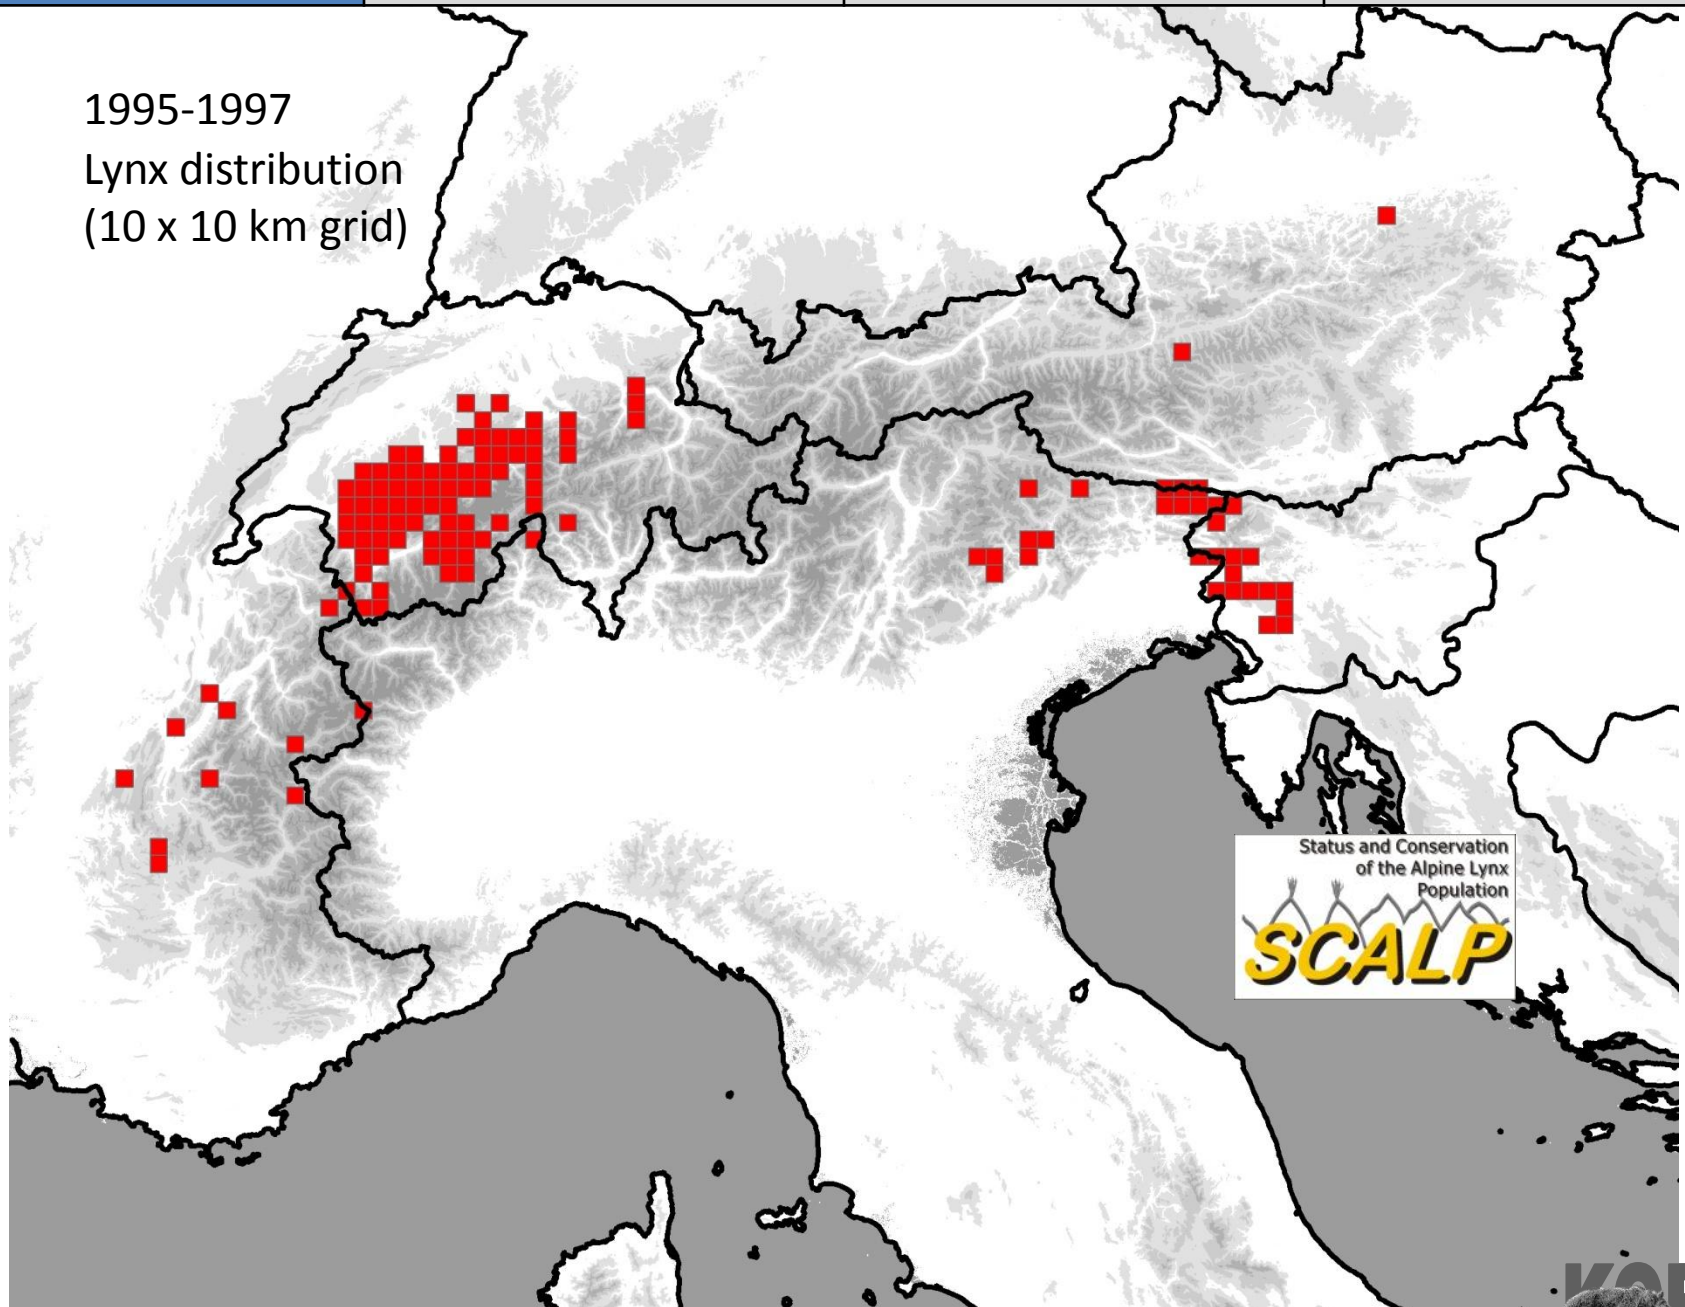 1995-1997
Lynx distribution
(10 x 10 km grid)
Status and Conservation
of the Alpine Lynx
Population
SCALP